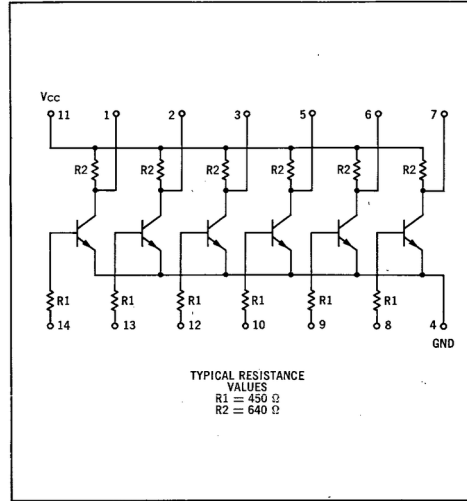 Vcc
11 1 2 3 5 6 7
R2 R2 R2 R2 R2 R2
R1 R1 R1 R1 R1 R1
14 13 12 10 9 8 4
GND
TYPICAL RESISTANCE
VALUES
R1 = 450 Ω
R2 = 640 Ω